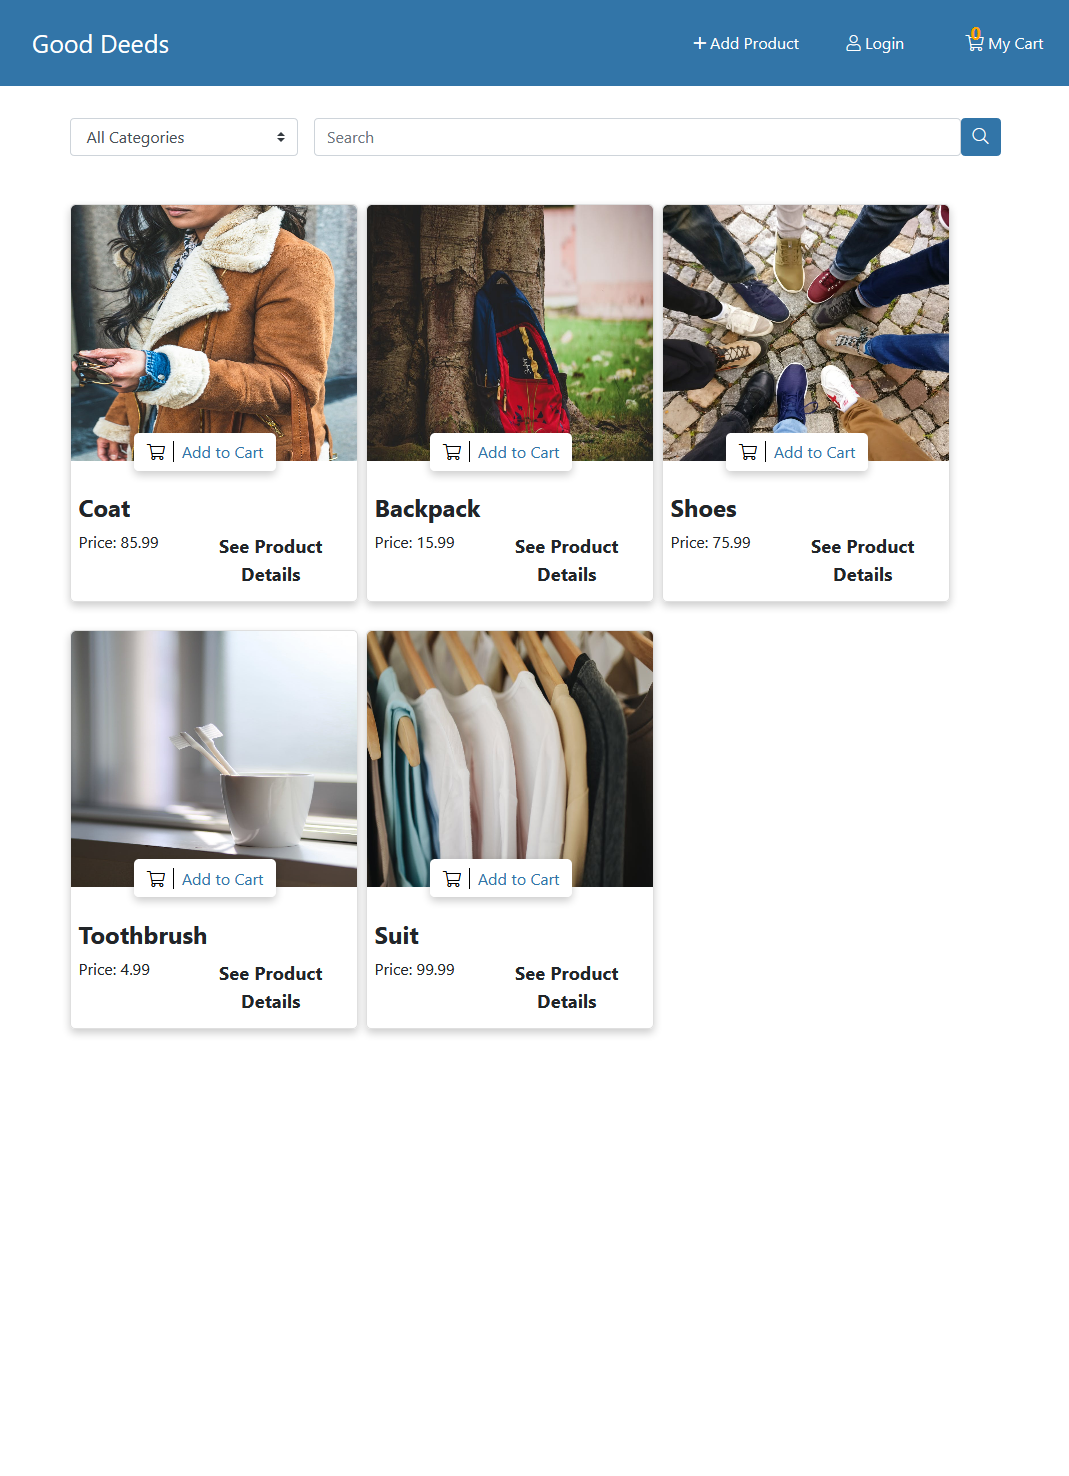 Good Deeds
Add Product
Login
0
My Cart
All Categories
Search
Add to Cart
Add to Cart
Add to Cart
Coat
Backpack
Shoes
Price: 85.99
See Product
Details
Price: 15.99
See Product
Details
Price: 75.99
See Product
Details
Add to Cart
Add to Cart
Toothbrush
Suit
Price: 4.99
See Product
Details
Price: 99.99
See Product
Details